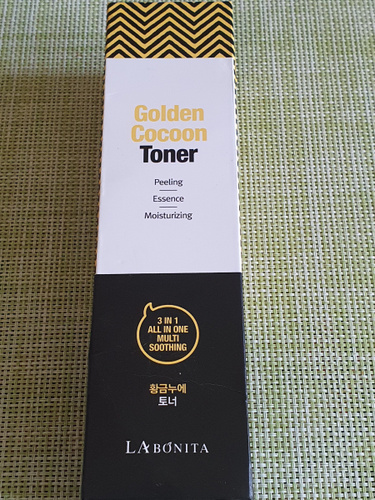 Golden
Cocoon
Toner
Peeling
Essence
Moisturizing
3 IN 1
ALL IN ONE
MULTI
SOOTHING
황금누에
토너
LABONITA